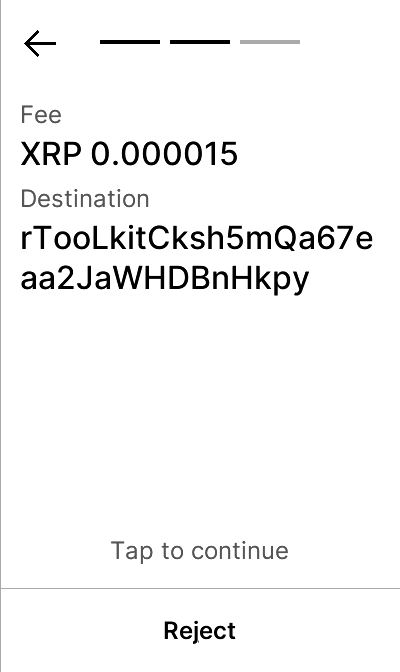 Fee
XRP 0.000015
Destination
rTooLkitCksh5mQa67e
aa2JaWHDBnHkpy
Tap to continue
Reject